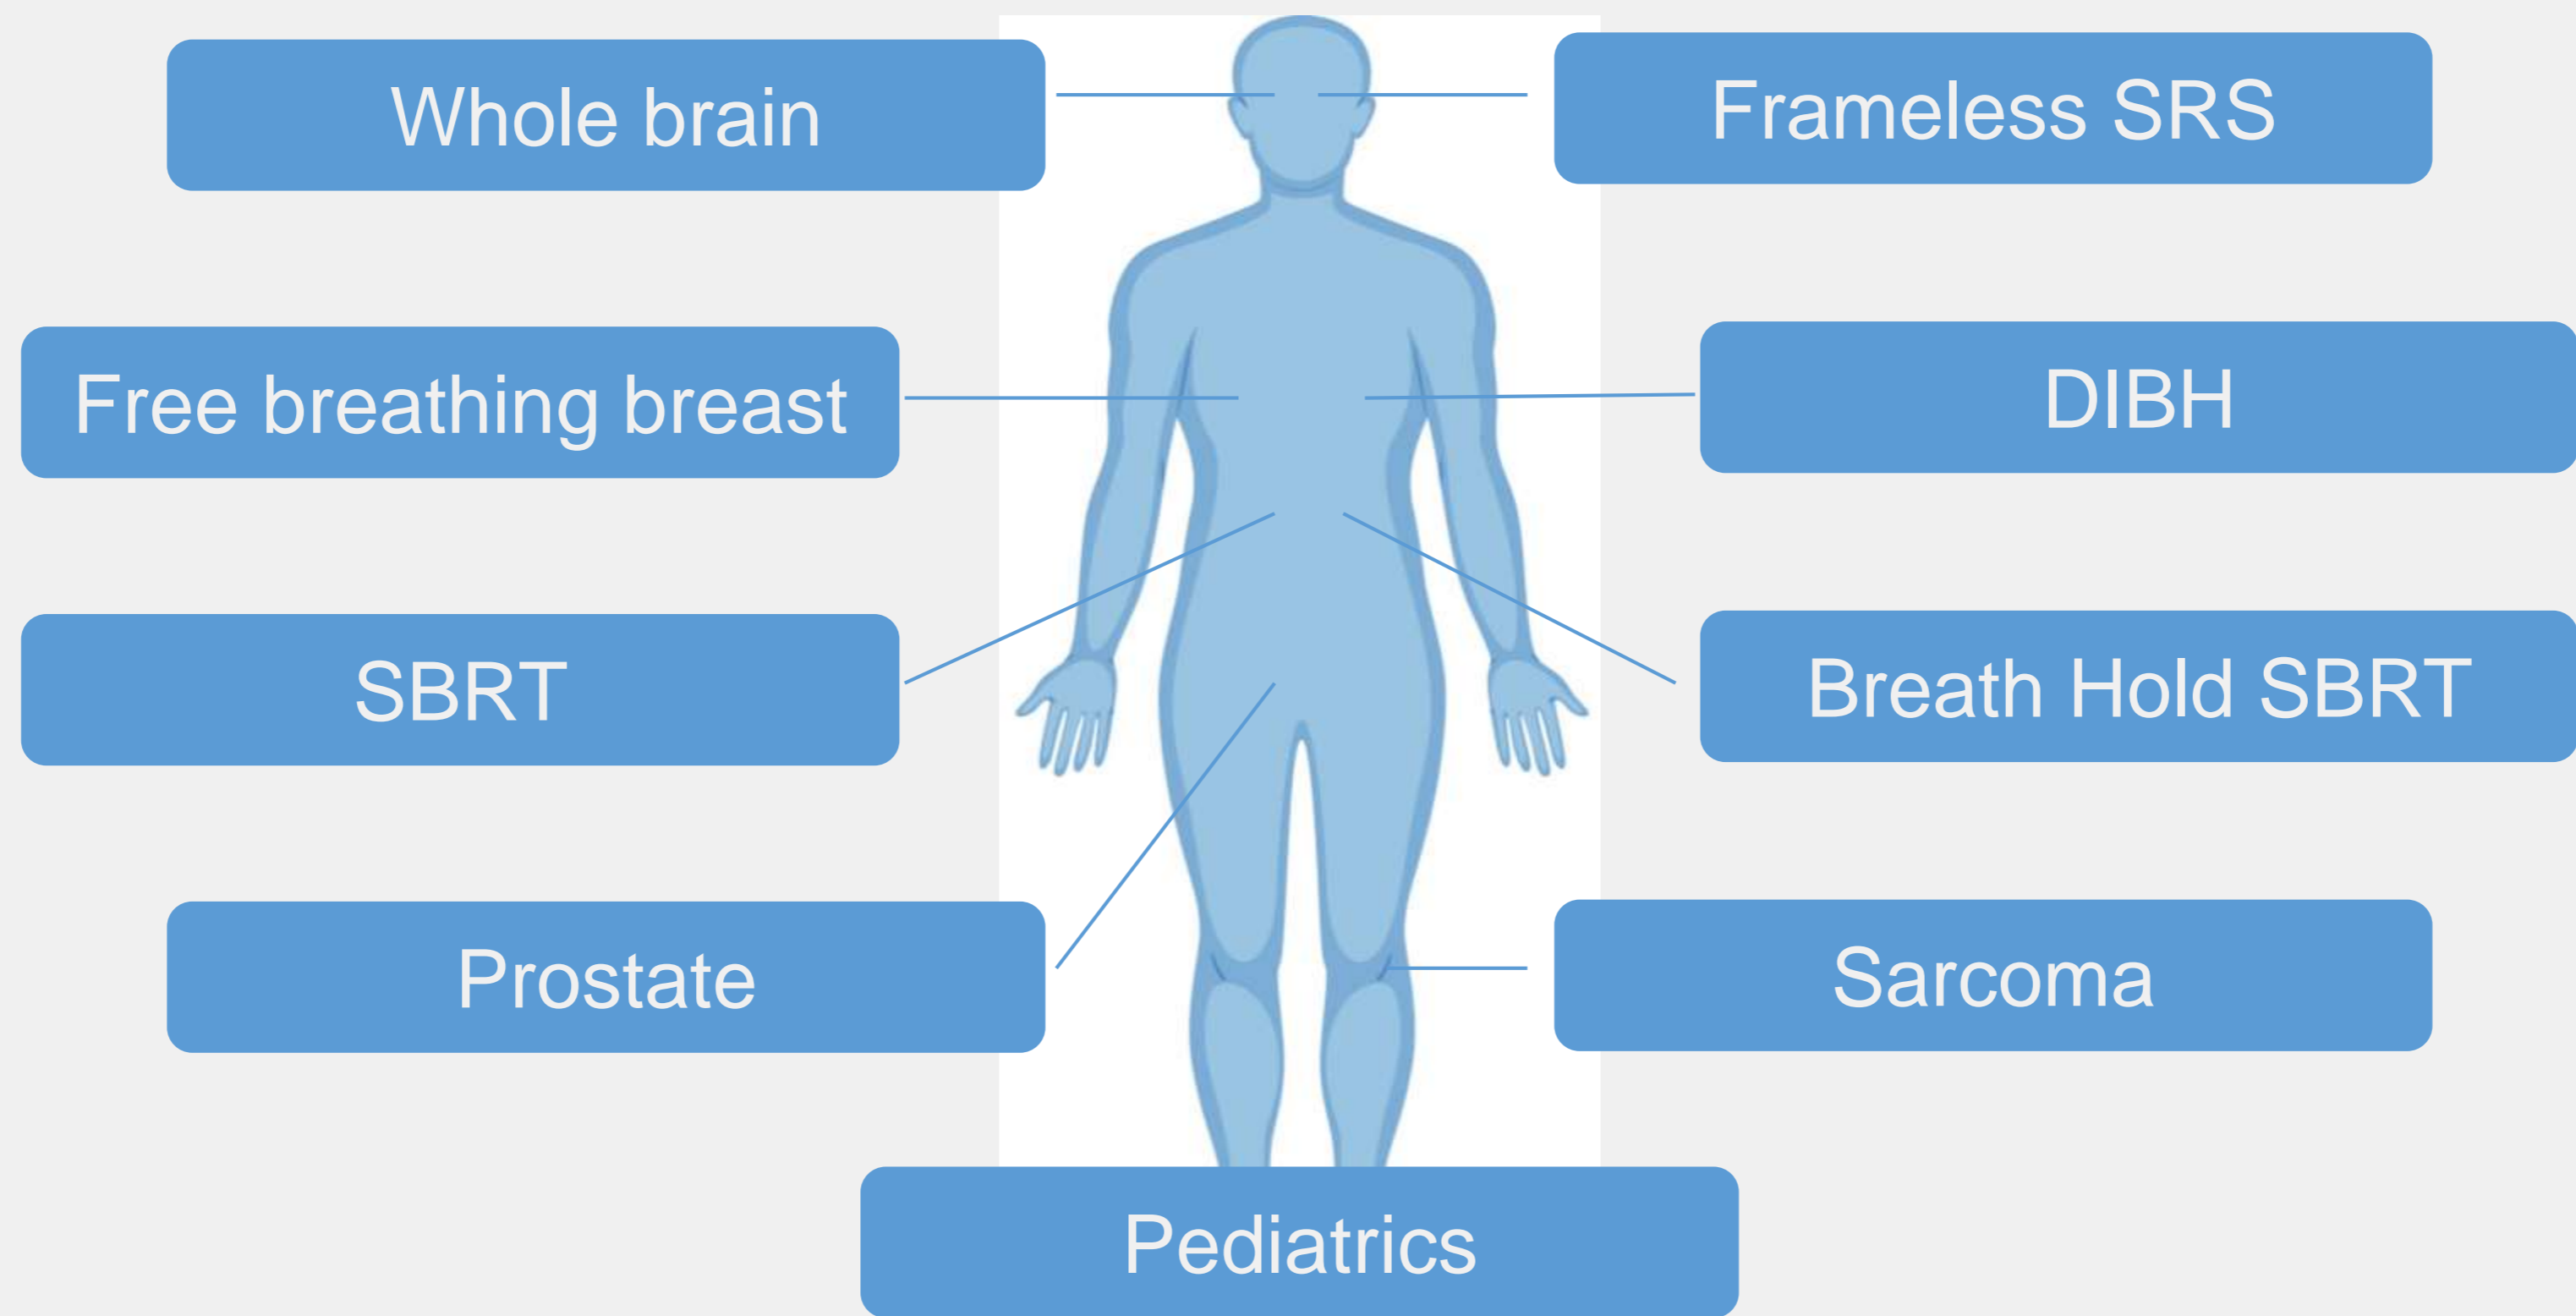 Whole brain
Frameless SRS
Free breathing breast
DIBH
SBRT
Breath Hold SBRT
Prostate
Sarcoma
Pediatrics